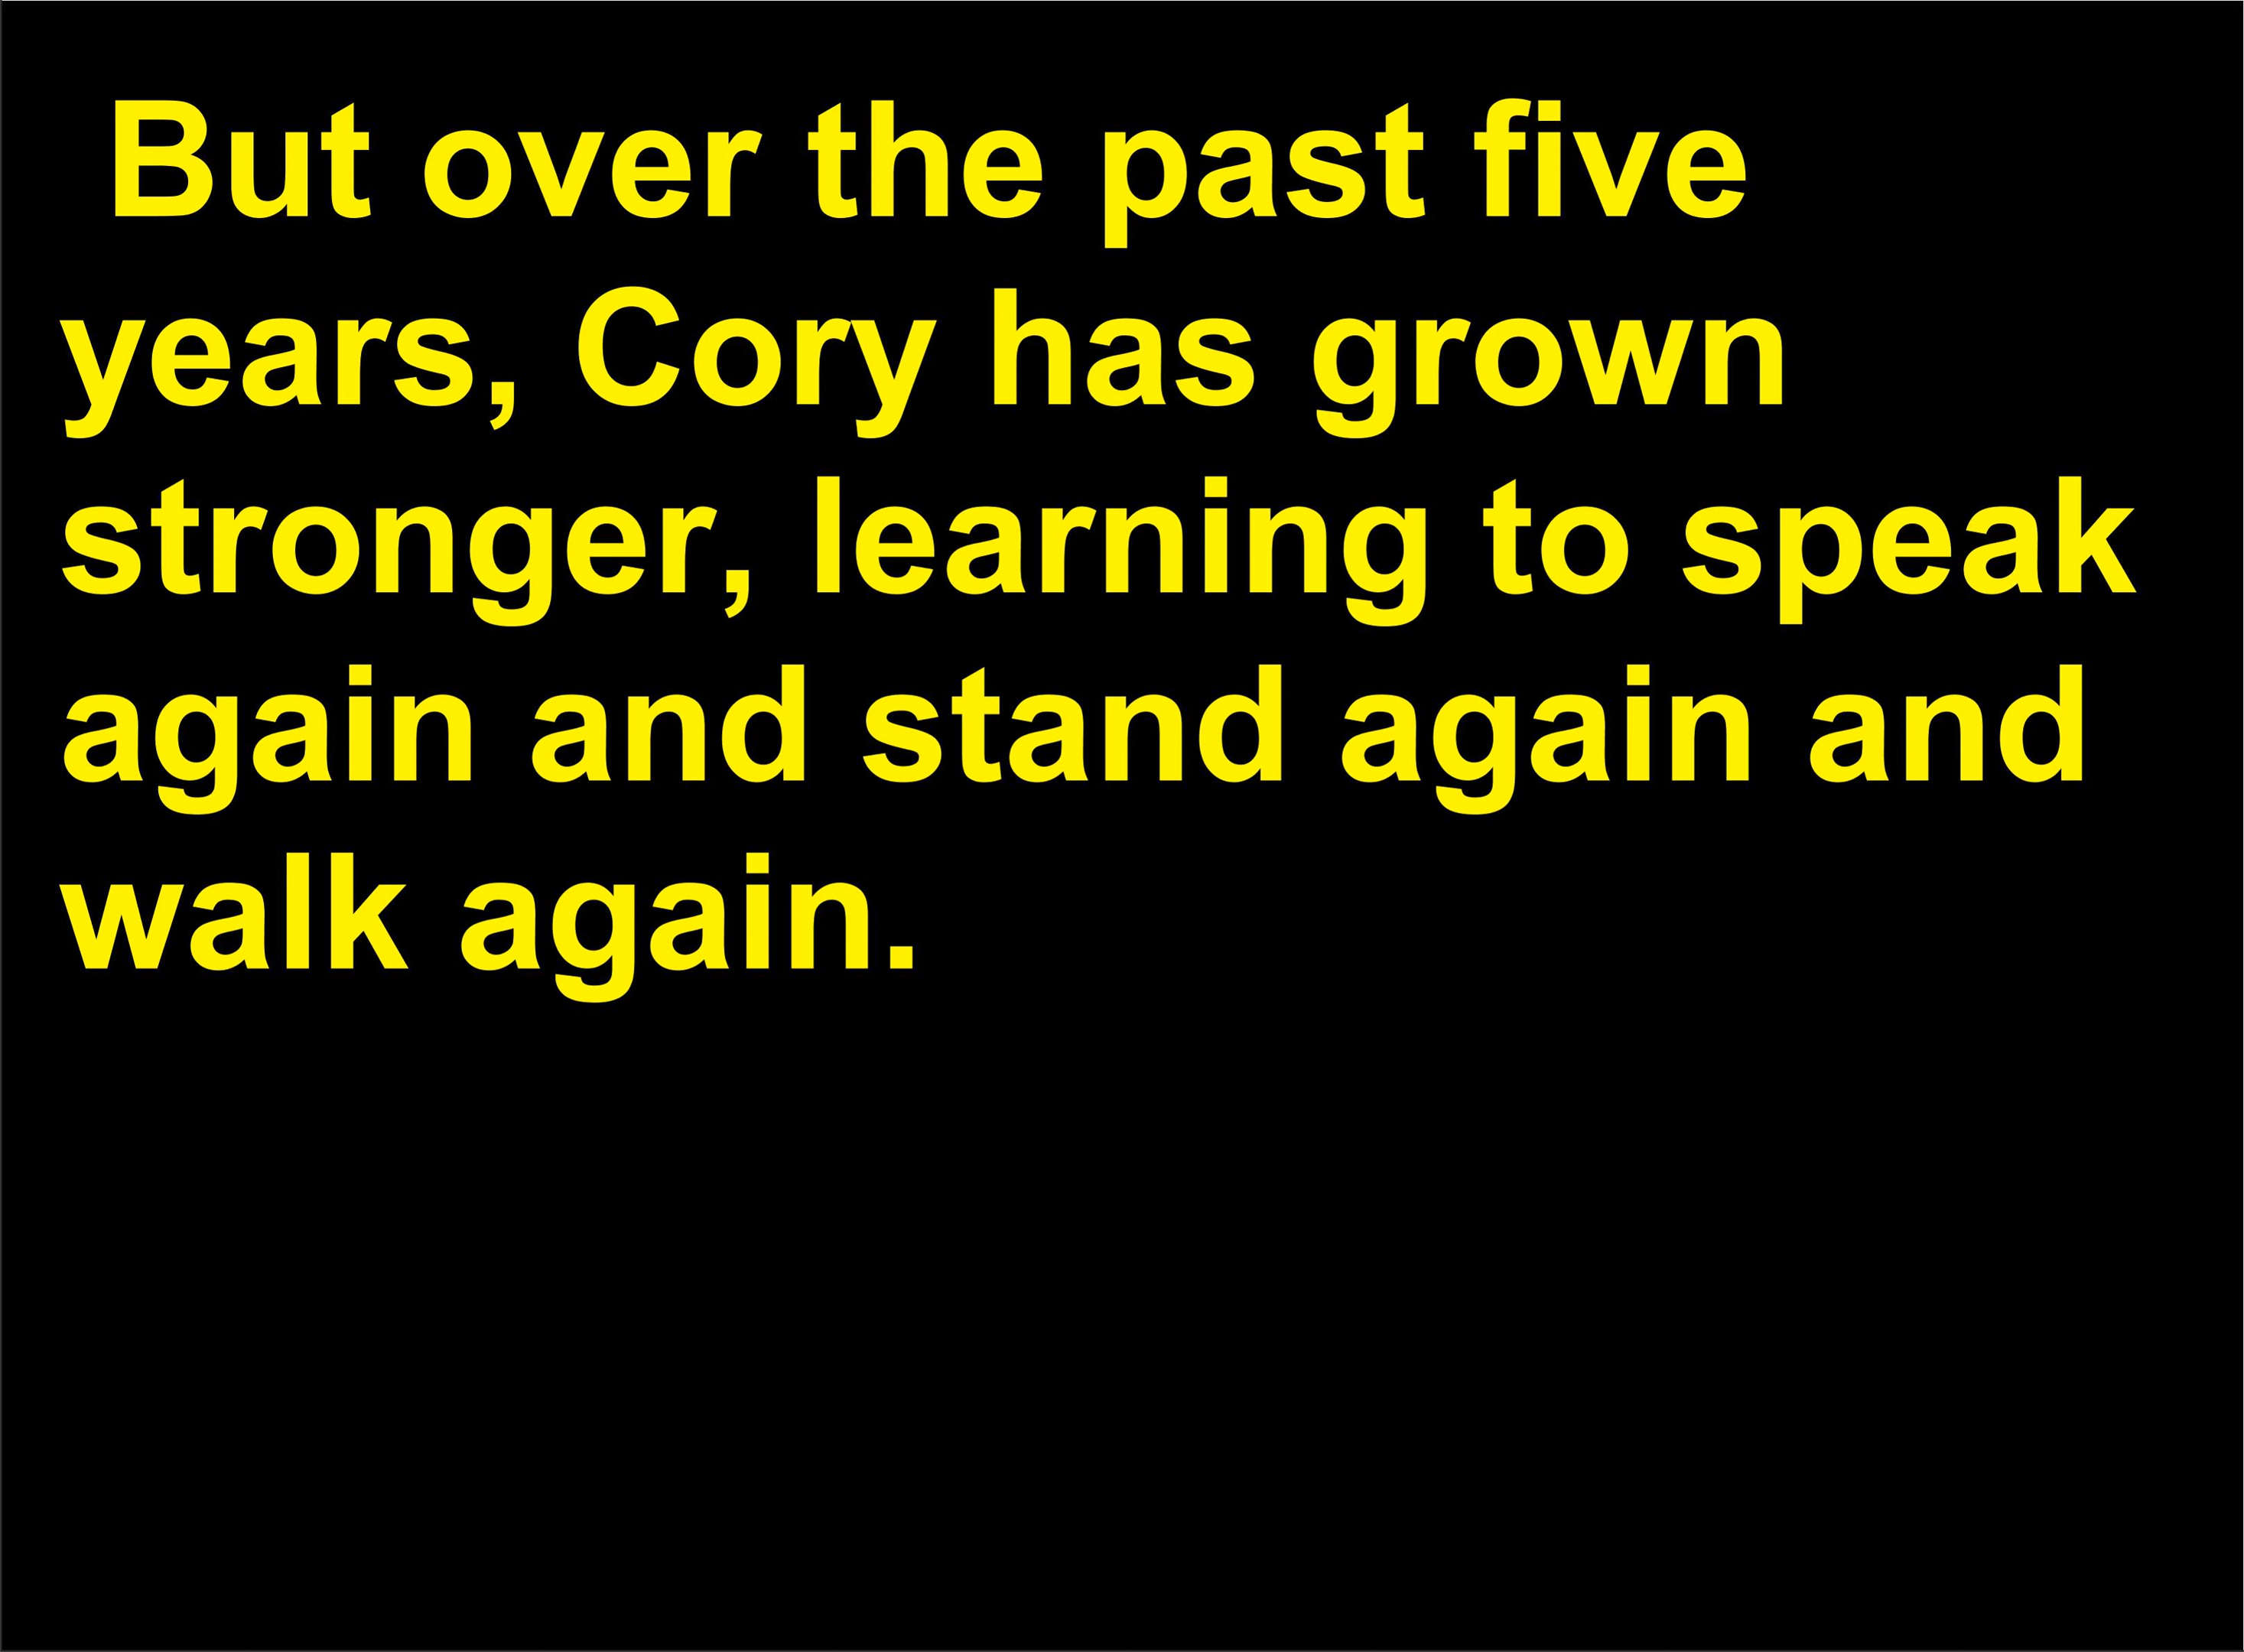 But over the past five
years, Cory has grown
stronger, learning to speak
again and stand again and
walk again.